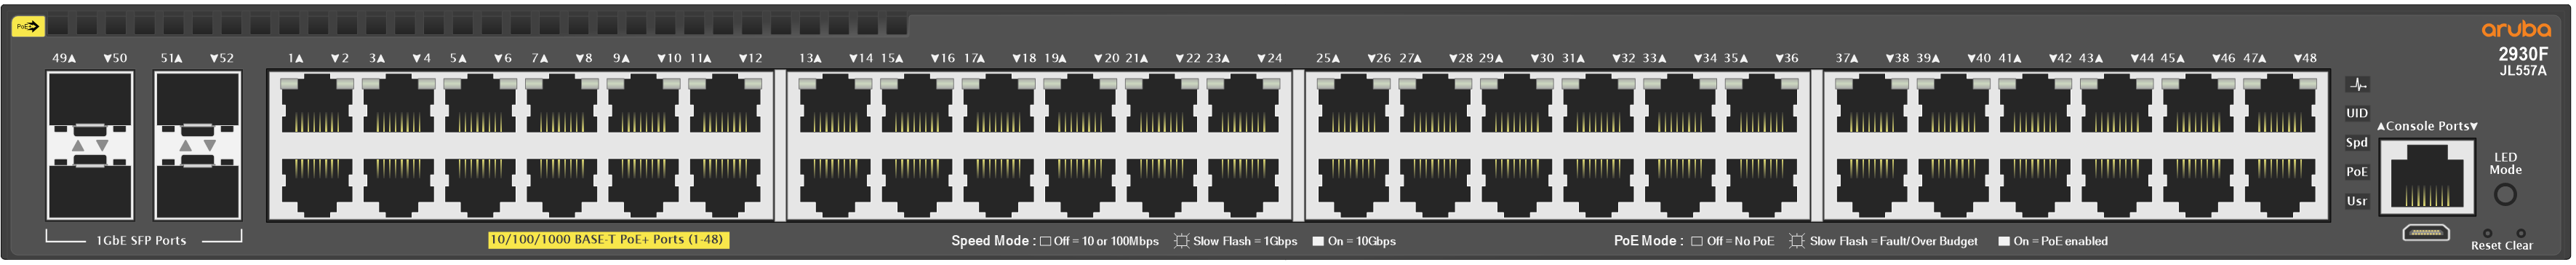 PoE+
aruba
2930F
JL557A
49▲ ▼50 51▲ ▼52
1▲ ▼2 3▲ ▼4 5▲ ▼6 7▲ ▼8 9▲ ▼10 11▲ ▼12
13▲ ▼14 15▲ ▼16 17▲ ▼18 19▲ ▼20 21▲ ▼22 23▲ ▼24
25▲ ▼26 27▲ ▼28 29▲ ▼30 31▲ ▼32 33▲ ▼34 35▲ ▼36
37▲ ▼38 39▲ ▼40 41▲ ▼42 43▲ ▼44 45▲ ▼46 47▲ ▼48
UID
Spd
PoE
Usr
▲Console Ports▼
LED
Mode
1GbE SFP Ports
10/100/1000 BASE-T PoE+ Ports (1-48)
Speed Mode : Off = 10 or 100Mbps Slow Flash = 1Gbps On = 10Gbps
PoE Mode : Off = No PoE Slow Flash = Fault/Over Budget On = PoE enabled
Reset Clear